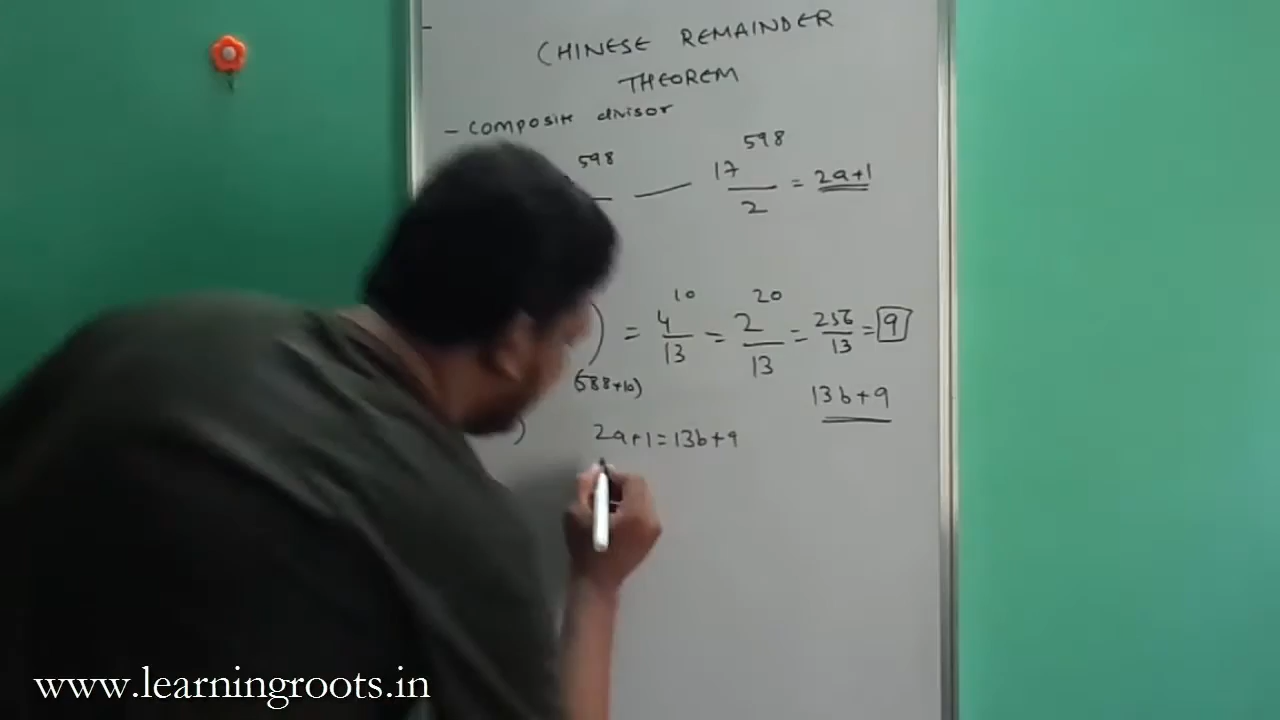 CHINESE REMAINDER
THEOREM
- Composite divisor
598
17^598 / 2 = 2a+1
) = 4^10 / 13 = 2^20 / 13 = 256 / 13 = 9
(588+10)
13b+9
) 2a+1=13b+9
www.learningroots.in